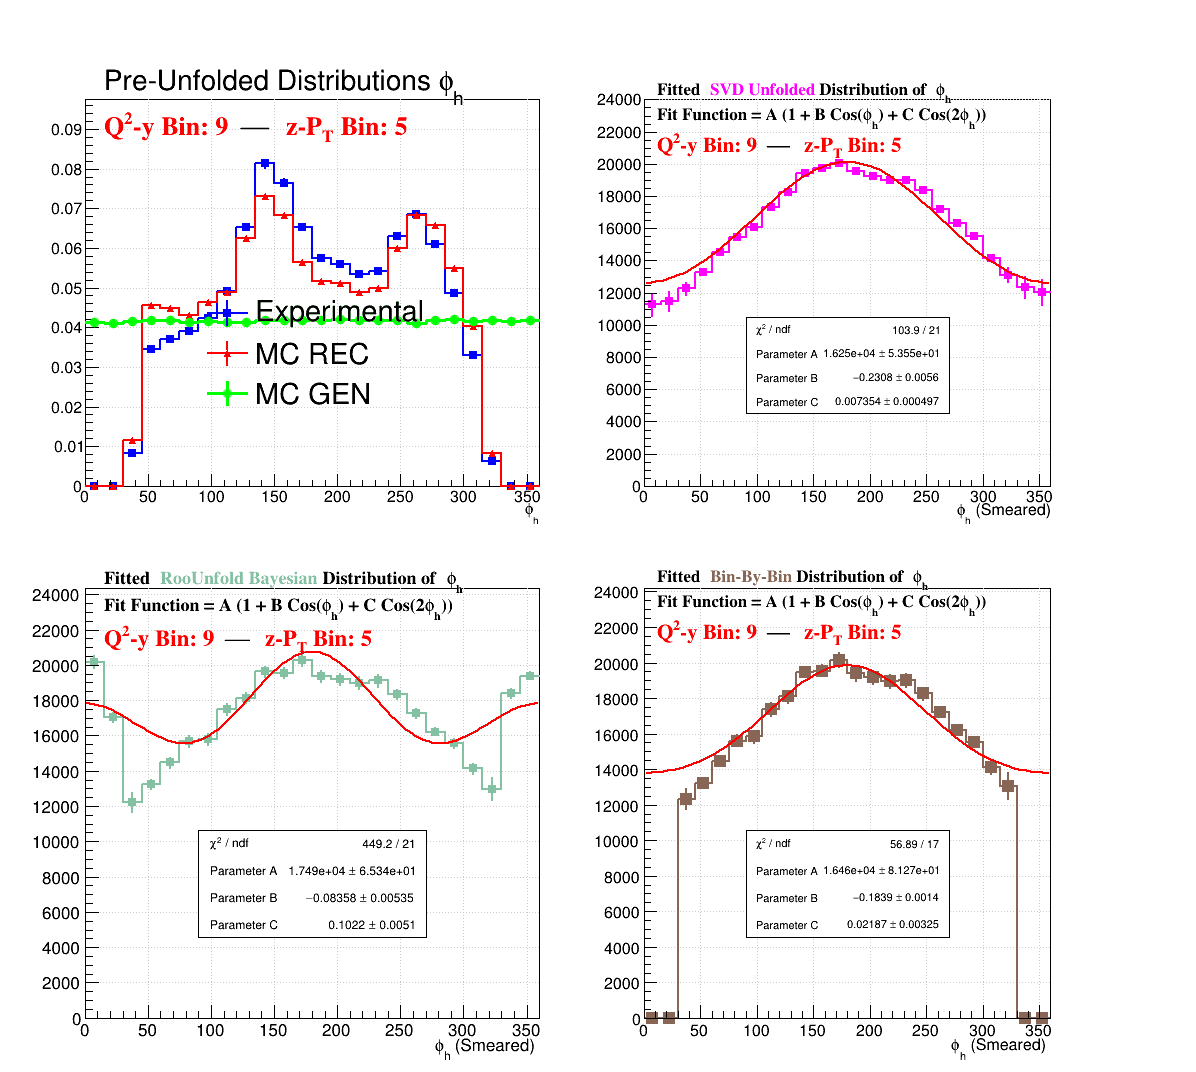 Pre-Unfolded Distributions ϕh
Q²-y Bin: 9 — z-PT Bin: 5
0.09
0.08
0.07
0.06
0.05
0.04
0.03
0.02
0.01
0
Experimental
MC REC
MC GEN
0 50 100 150 200 250 300 350
ϕh
Fitted SVD Unfolded Distribution of ϕh
Fit Function = A (1 + B Cos(ϕh) + C Cos(2ϕh))
Q²-y Bin: 9 — z-PT Bin: 5
24000
22000
20000
18000
16000
14000
12000
10000
8000
6000
4000
2000
0
χ² / ndf 103.9 / 21
Parameter A 1.625e+04 ± 5.355e+01
Parameter B −0.2308 ± 0.0056
Parameter C 0.007354 ± 0.000497
0 50 100 150 200 250 300 350
ϕh (Smeared)
Fitted RooUnfold Bayesian Distribution of ϕh
Fit Function = A (1 + B Cos(ϕh) + C Cos(2ϕh))
Q²-y Bin: 9 — z-PT Bin: 5
24000
22000
20000
18000
16000
14000
12000
10000
8000
6000
4000
2000
0
χ² / ndf 449.2 / 21
Parameter A 1.749e+04 ± 6.534e+01
Parameter B −0.08358 ± 0.00535
Parameter C 0.1022 ± 0.0051
0 50 100 150 200 250 300 350
ϕh (Smeared)
Fitted Bin-By-Bin Distribution of ϕh
Fit Function = A (1 + B Cos(ϕh) + C Cos(2ϕh))
Q²-y Bin: 9 — z-PT Bin: 5
24000
22000
20000
18000
16000
14000
12000
10000
8000
6000
4000
2000
0
χ² / ndf 56.89 / 17
Parameter A 1.646e+04 ± 8.127e+01
Parameter B −0.1839 ± 0.0014
Parameter C 0.02187 ± 0.00325
0 50 100 150 200 250 300 350
ϕh (Smeared)